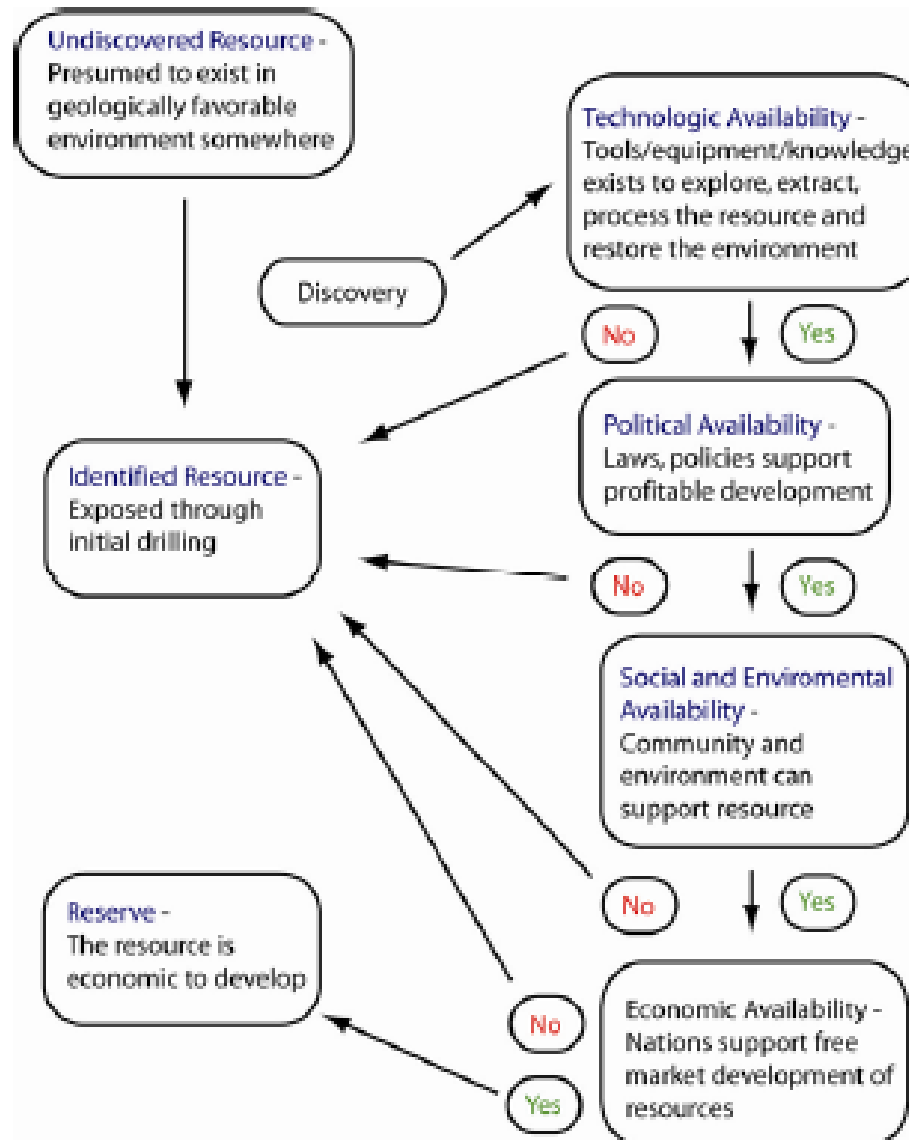 Undiscovered Resource -
Presumed to exist in
geologically favorable
environment somewhere
Technologic Availability -
Tools/equipment/knowledge
exists to explore, extract,
process the resource and
restore the environment
Discovery
No
Yes
Political Availability -
Laws, policies support
profitable development
Identified Resource -
Exposed through
initial drilling
No
Yes
Social and Enviromental
Availability -
Community and
environment can
support resource
No
Yes
Reserve -
The resource is
economic to develop
Economic Availability -
Nations support free
market development of
resources
No
Yes